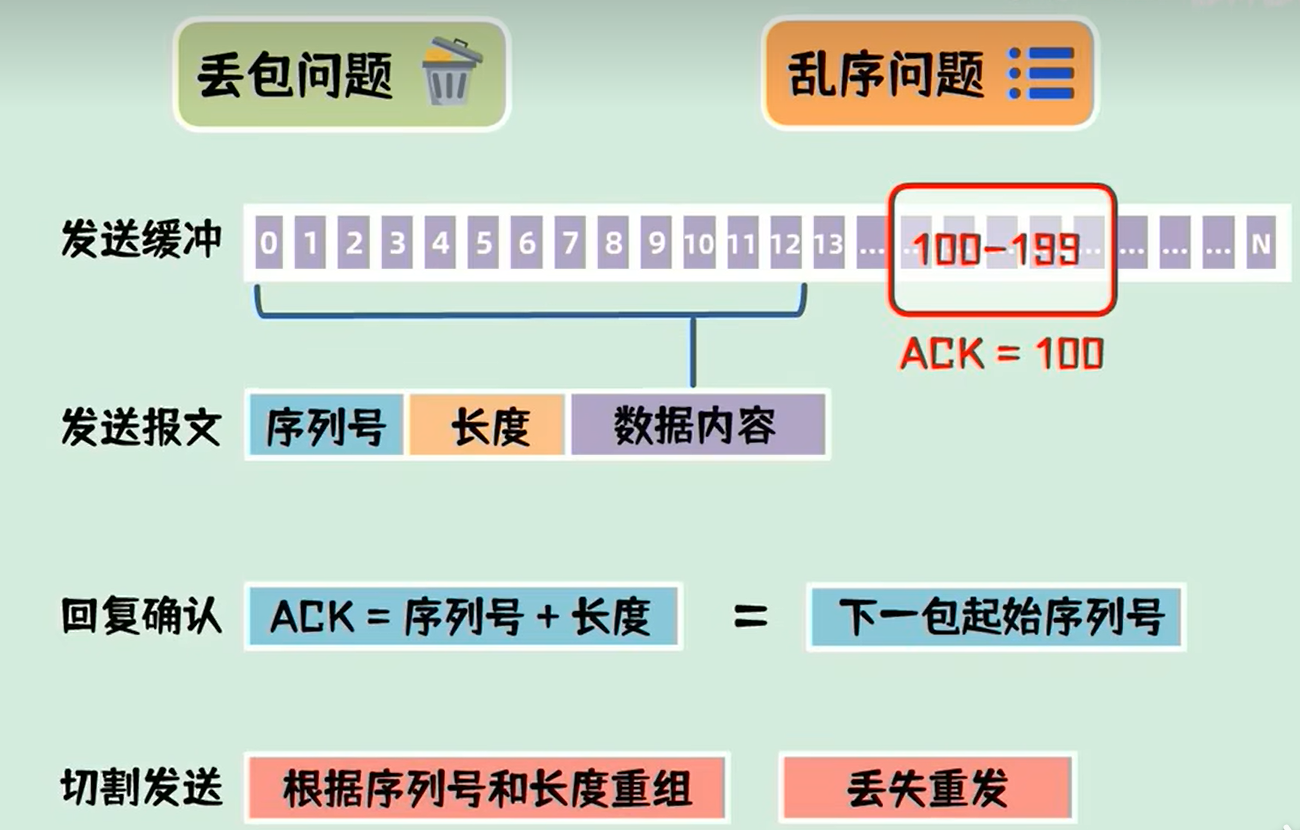 丢包问题
乱序问题
发送缓冲
0 1 2 3 4 5 6 7 8 9 10 11 12 13 ... 100-199 ... ... ... N
ACK = 100
发送报文 序列号 长度 数据内容
回复确认 ACK = 序列号 + 长度 = 下一包起始序列号
切割发送 根据序列号和长度重组 丢失重发